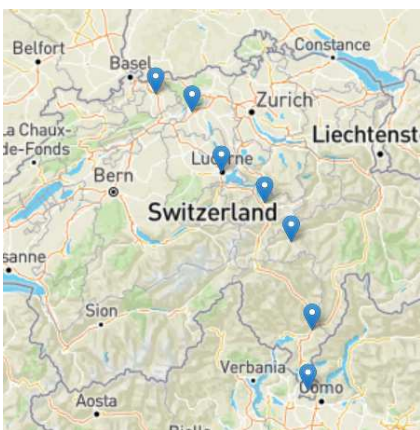 Belfort
Constance
Basel
Zurich
La Chaux-
de-Fonds
Liechtenst
Lucerne
Bern
Switzerland
sanne
Sion
Verbania
Como
Aosta